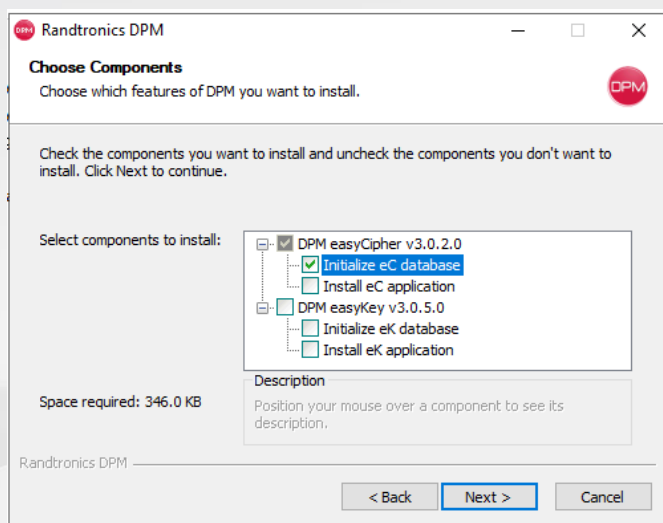 DPM Randtronics DPM
Choose Components
Choose which features of DPM you want to install.
DPM
Check the components you want to install and uncheck the components you don't want to
install. Click Next to continue.
Select components to install:
DPM easyCipher v3.0.2.0
Initialize eC database
Install eC application
DPM easyKey v3.0.5.0
Initialize eK database
Install eK application
Space required: 346.0 KB
Description
Position your mouse over a component to see its
description.
Randtronics DPM
< Back Next > Cancel